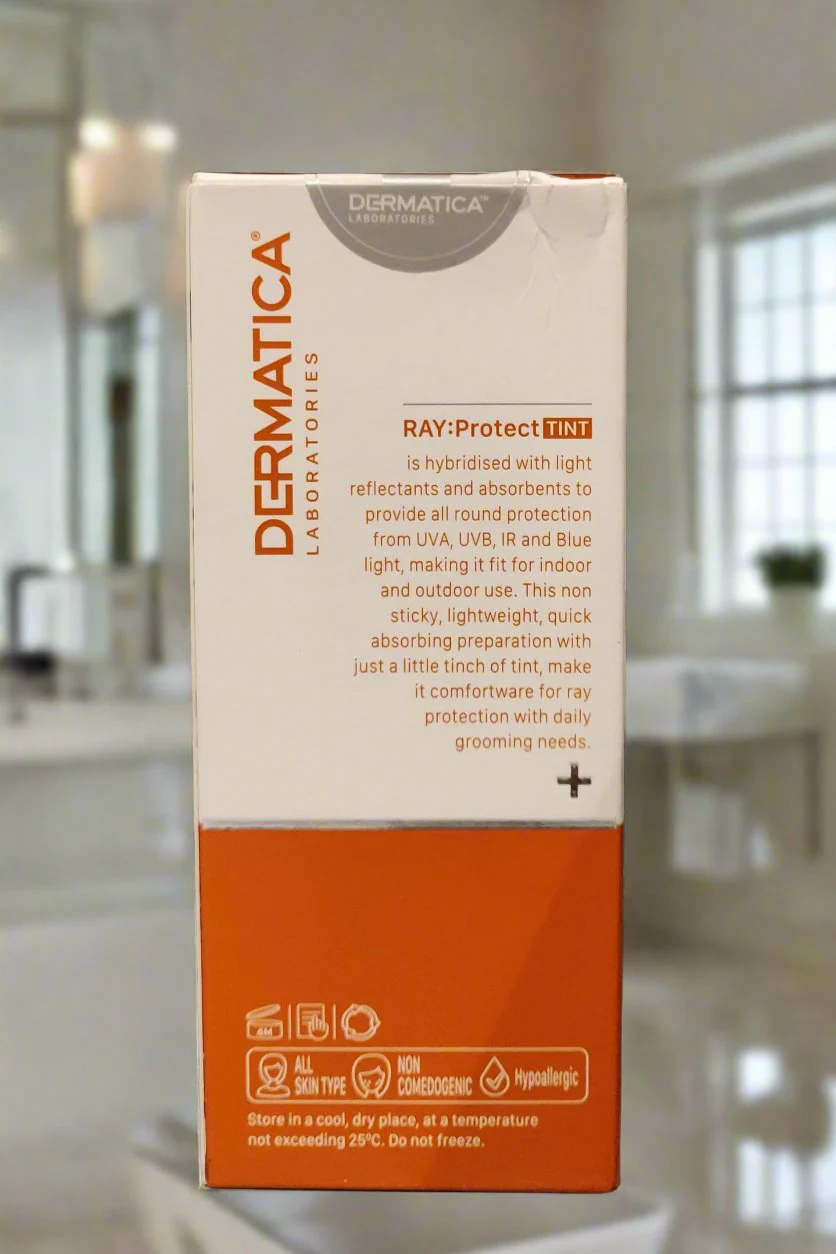 DERMATICA™
LABORATORIES
DERMATICA®
LABORATORIES
RAY:Protect TINT
is hybridised with light
reflectants and absorbents to
provide all round protection
from UVA, UVB, IR and Blue
light, making it fit for indoor
and outdoor use. This non
sticky, lightweight, quick
absorbing preparation with
just a little tinch of tint, make
it comfortware for ray
protection with daily
grooming needs.
4M
ALL
SKIN TYPE
NON
COMEDOGENIC
Hypoallergic
Store in a cool, dry place, at a temperature
not exceeding 25°C. Do not freeze.